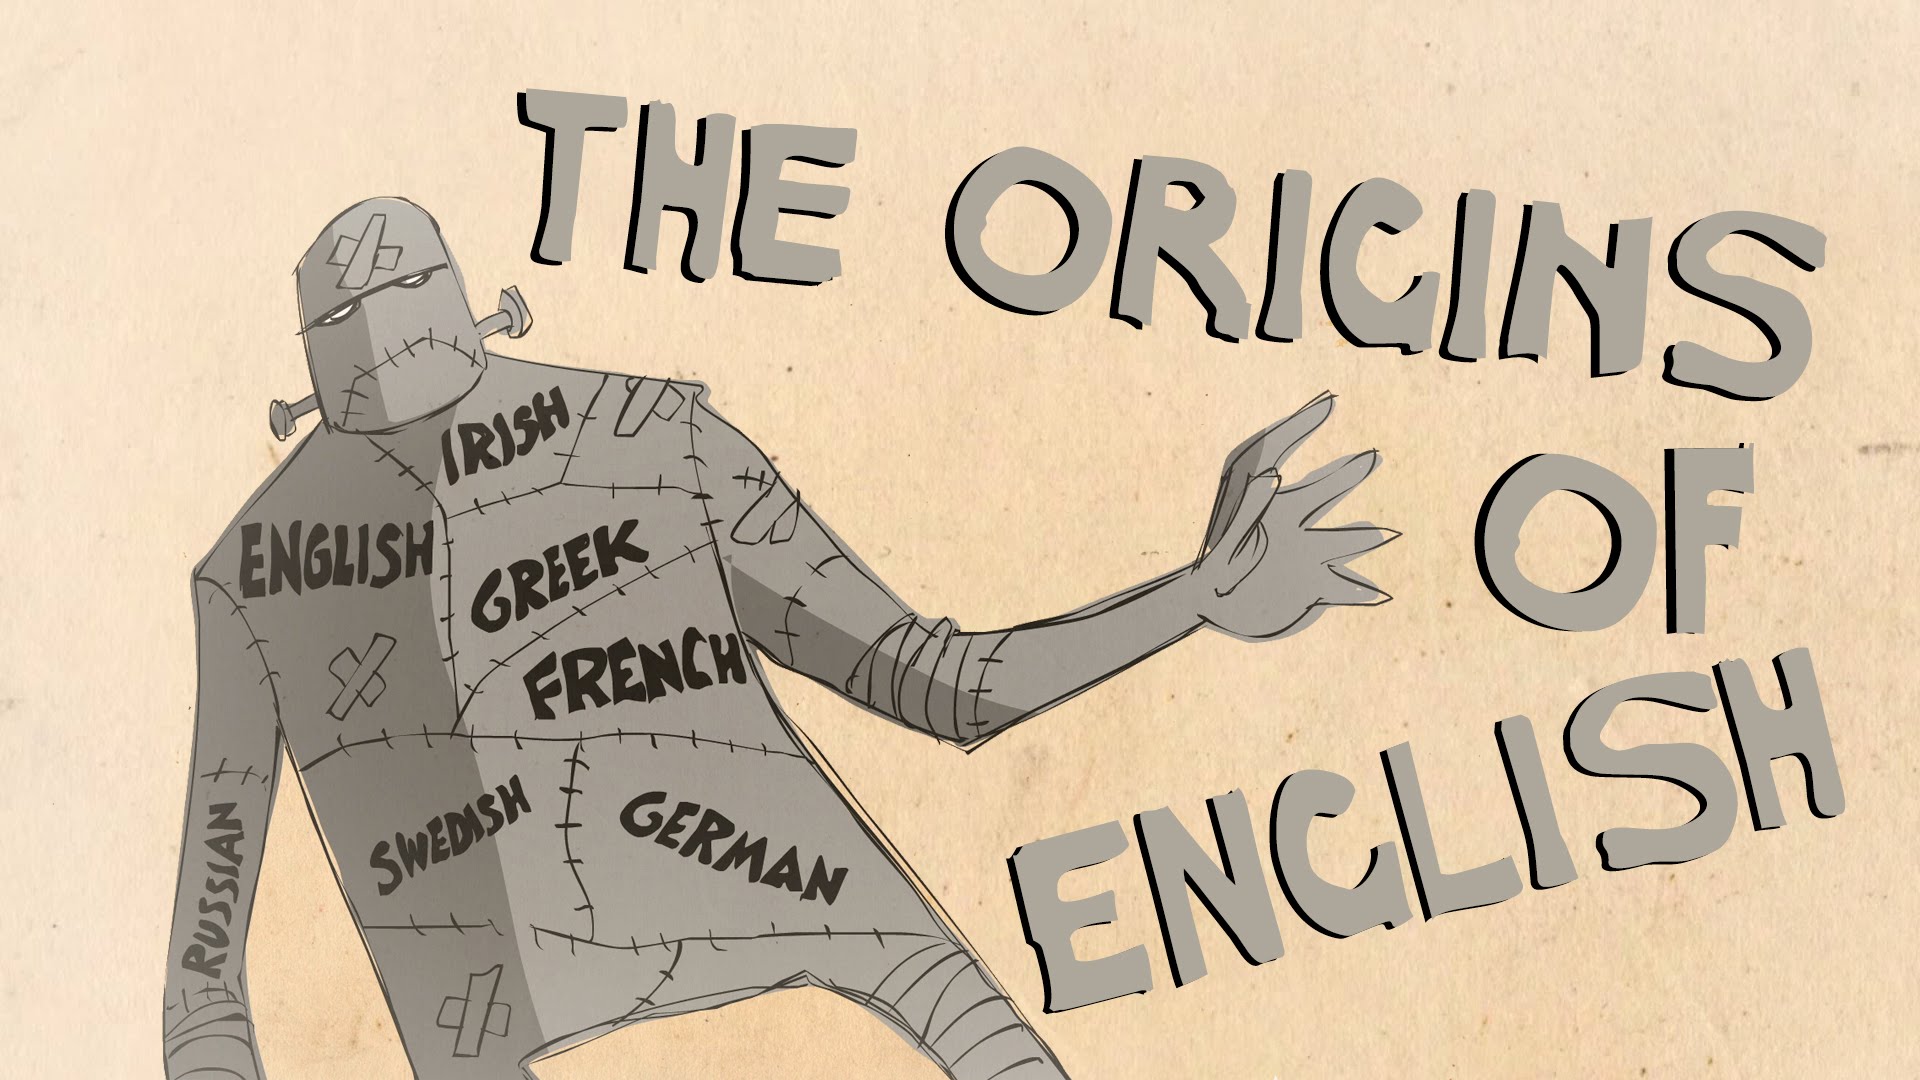 THE ORIGINS
OF
ENGLISH
IRISH
ENGLISH
GREEK
FRENCH
SWEDISH
GERMAN
RUSSIAN